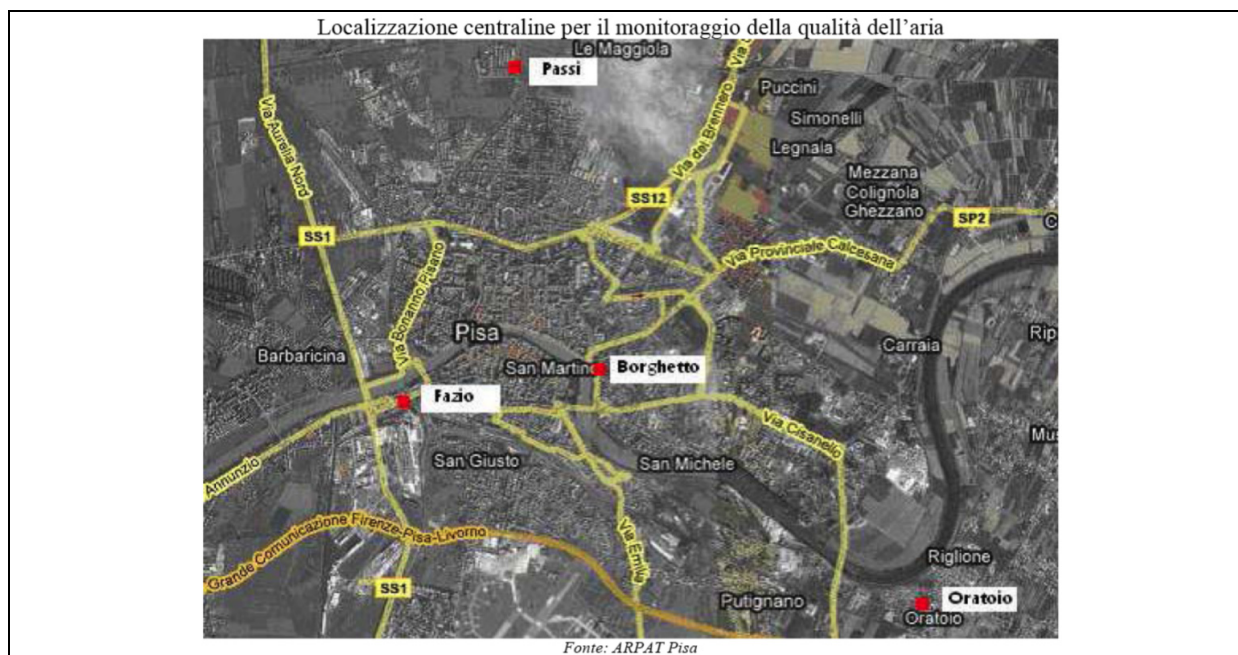 Localizzazione centraline per il monitoraggio della qualità dell'aria
Le Maggiola
Passi
Via Aurelia Nord
Puccini
Simonelli
Legnala
Via del Brennero
Mezzana
Colignola
Ghezzano
SS12
SP2
SS1
Via Provinciale Calcesana
Via Bonanno Pisano
Pisa
Barbaricina
Carraia
San Martino
Borghetto
Fazio
Via Cisanello
San Giusto
San Michele
Annunzio
Grande Comunicazione Firenze-Pisa-Livorno
Via Emilia
Riglione
SS1
Putignano
Oratoio
Oratoio
Fonte: ARPAT Pisa